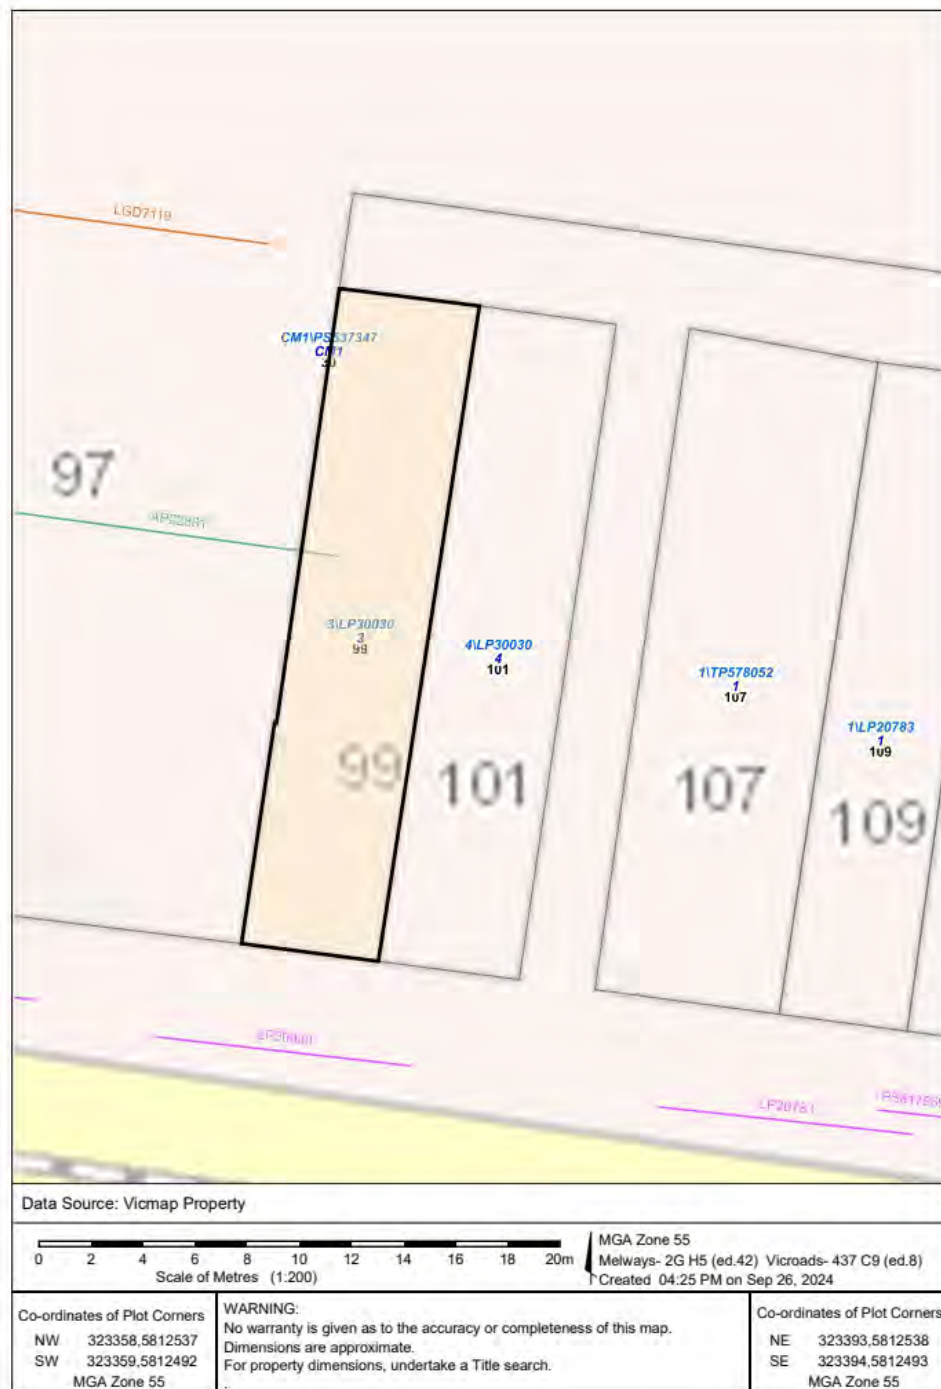 LGD7119
CM1\PS537347
CM1
30
97
3\LP30030
3
99
4\LP30030
4
101
1\TP578052
1
107
1\LP20783
1
109
99
101
107
109
LP20783
Data Source: Vicmap Property
0 2 4 6 8 10 12 14 16 18 20m
Scale of Metres (1:200)
MGA Zone 55
Melways- 2G H5 (ed.42) Vicroads- 437 C9 (ed.8)
Created 04:25 PM on Sep 26, 2024
Co-ordinates of Plot Corners
NW 323358,5812537
SW 323359,5812492
MGA Zone 55
WARNING:
No warranty is given as to the accuracy or completeness of this map.
Dimensions are approximate.
For property dimensions, undertake a Title search.
Co-ordinates of Plot Corners
NE 323393,5812538
SE 323394,5812493
MGA Zone 55